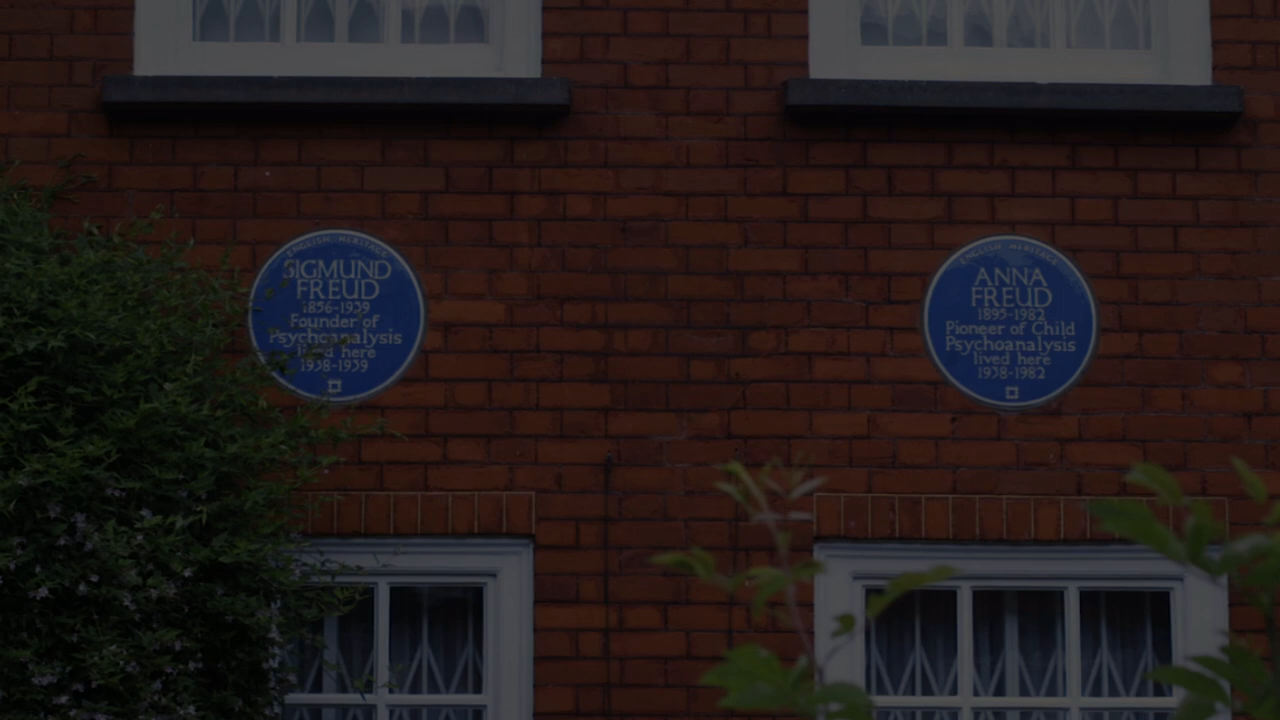 ENGLISH HERITAGE
SIGMUND
FREUD
1856-1939
Founder of
Psychoanalysis
lived here
1938-1939
ENGLISH HERITAGE
ANNA
FREUD
1895-1982
Pioneer of Child
Psychoanalysis
lived here
1938-1982